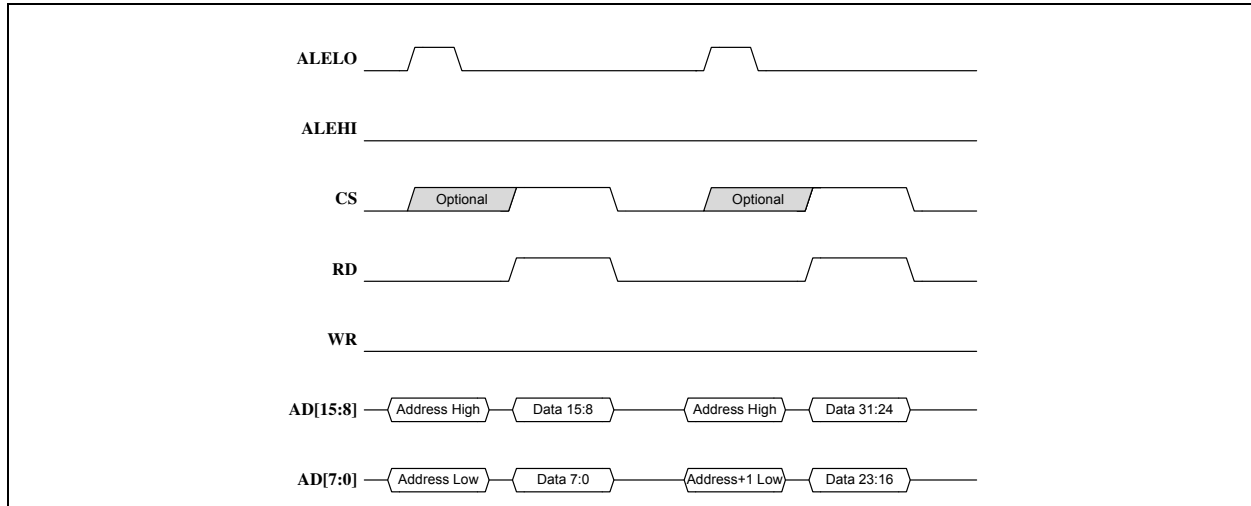 ALELO
ALEHI
CS Optional Optional
RD
WR
AD[15:8] Address High Data 15:8 Address High Data 31:24
AD[7:0] Address Low Data 7:0 Address+1 Low Data 23:16